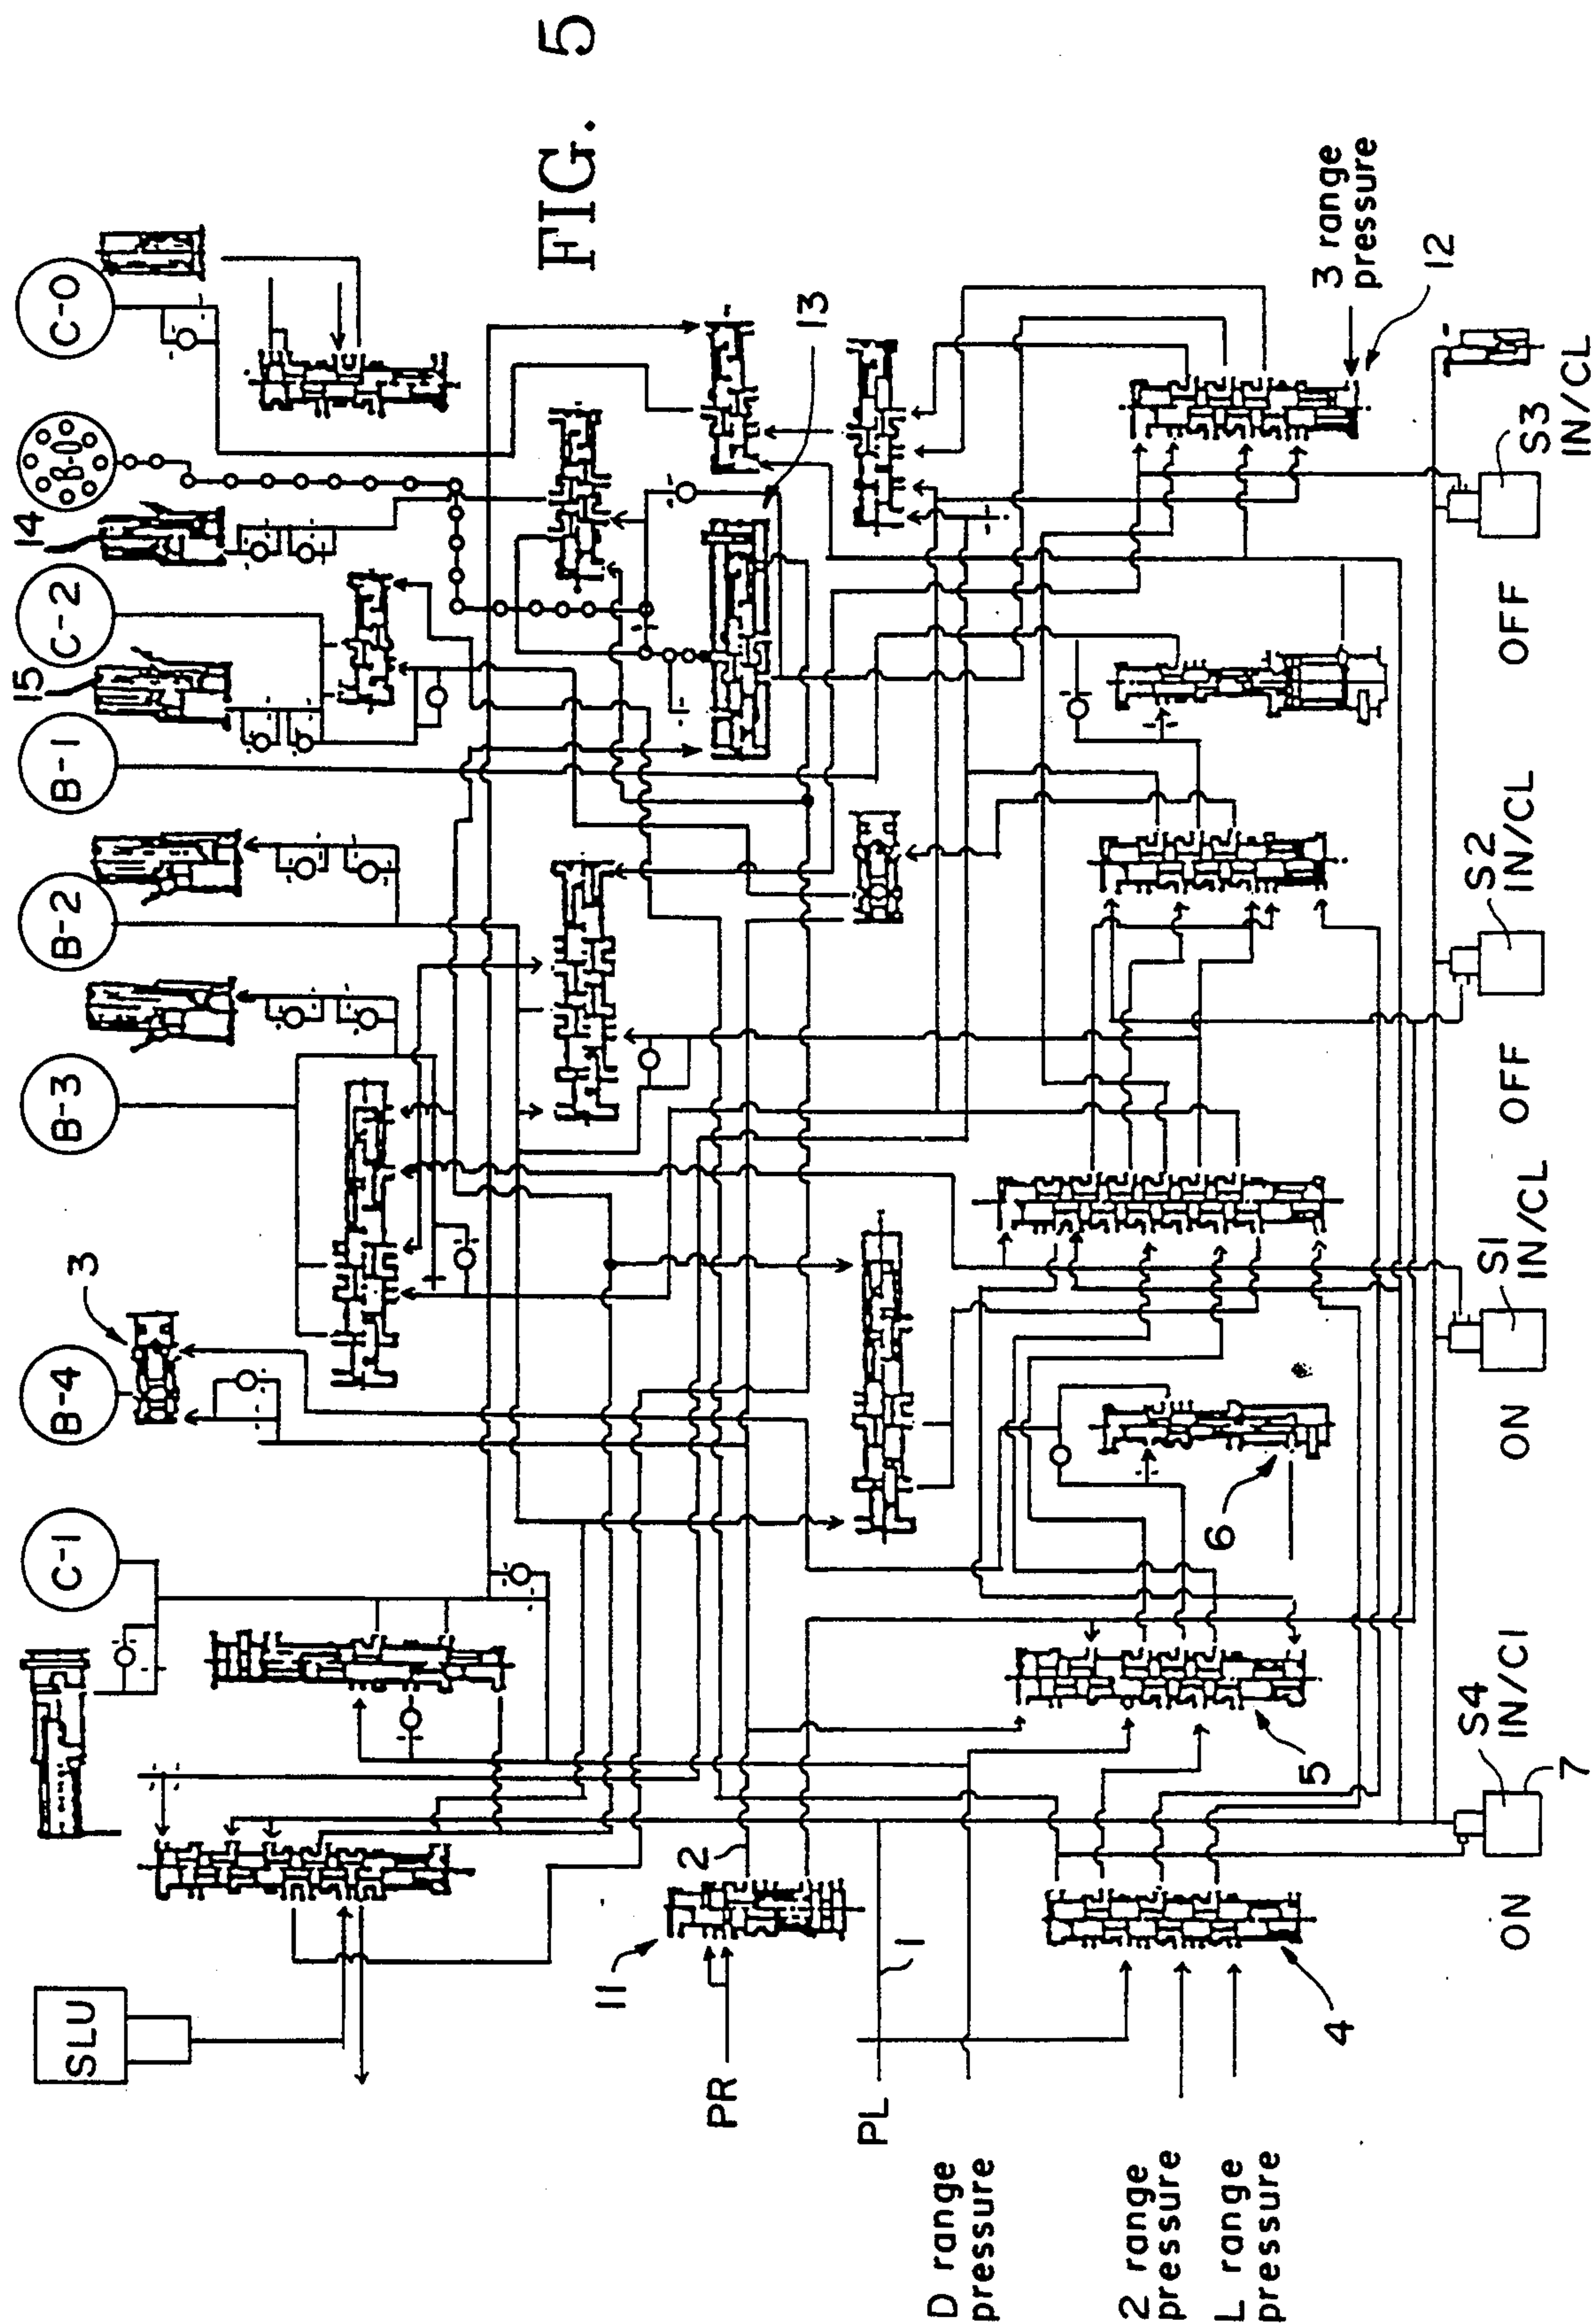 FIG. 5
C-0
B-0
14
C-2
15
B-1
B-2
B-3
B-4
3
C-1
SLU
13
11
2
PR
1
PL
D range
pressure
2 range
pressure
L range
pressure
3 range
pressure
12
6
5
4
S3
IN/CL
OFF
S2
IN/CL
OFF
S1
IN/CL
ON
S4
IN/C1
7
ON